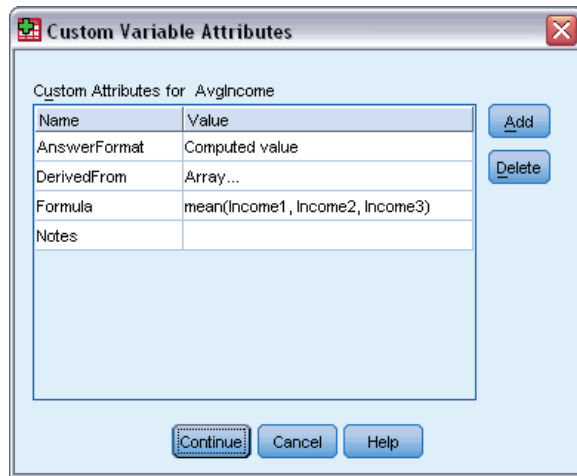 Custom Variable Attributes
Custom Attributes for AvgIncome
Name Value
AnswerFormat Computed value
DerivedFrom Array...
Formula mean(Income1, Income2, Income3)
Notes
Add
Delete
Continue Cancel Help